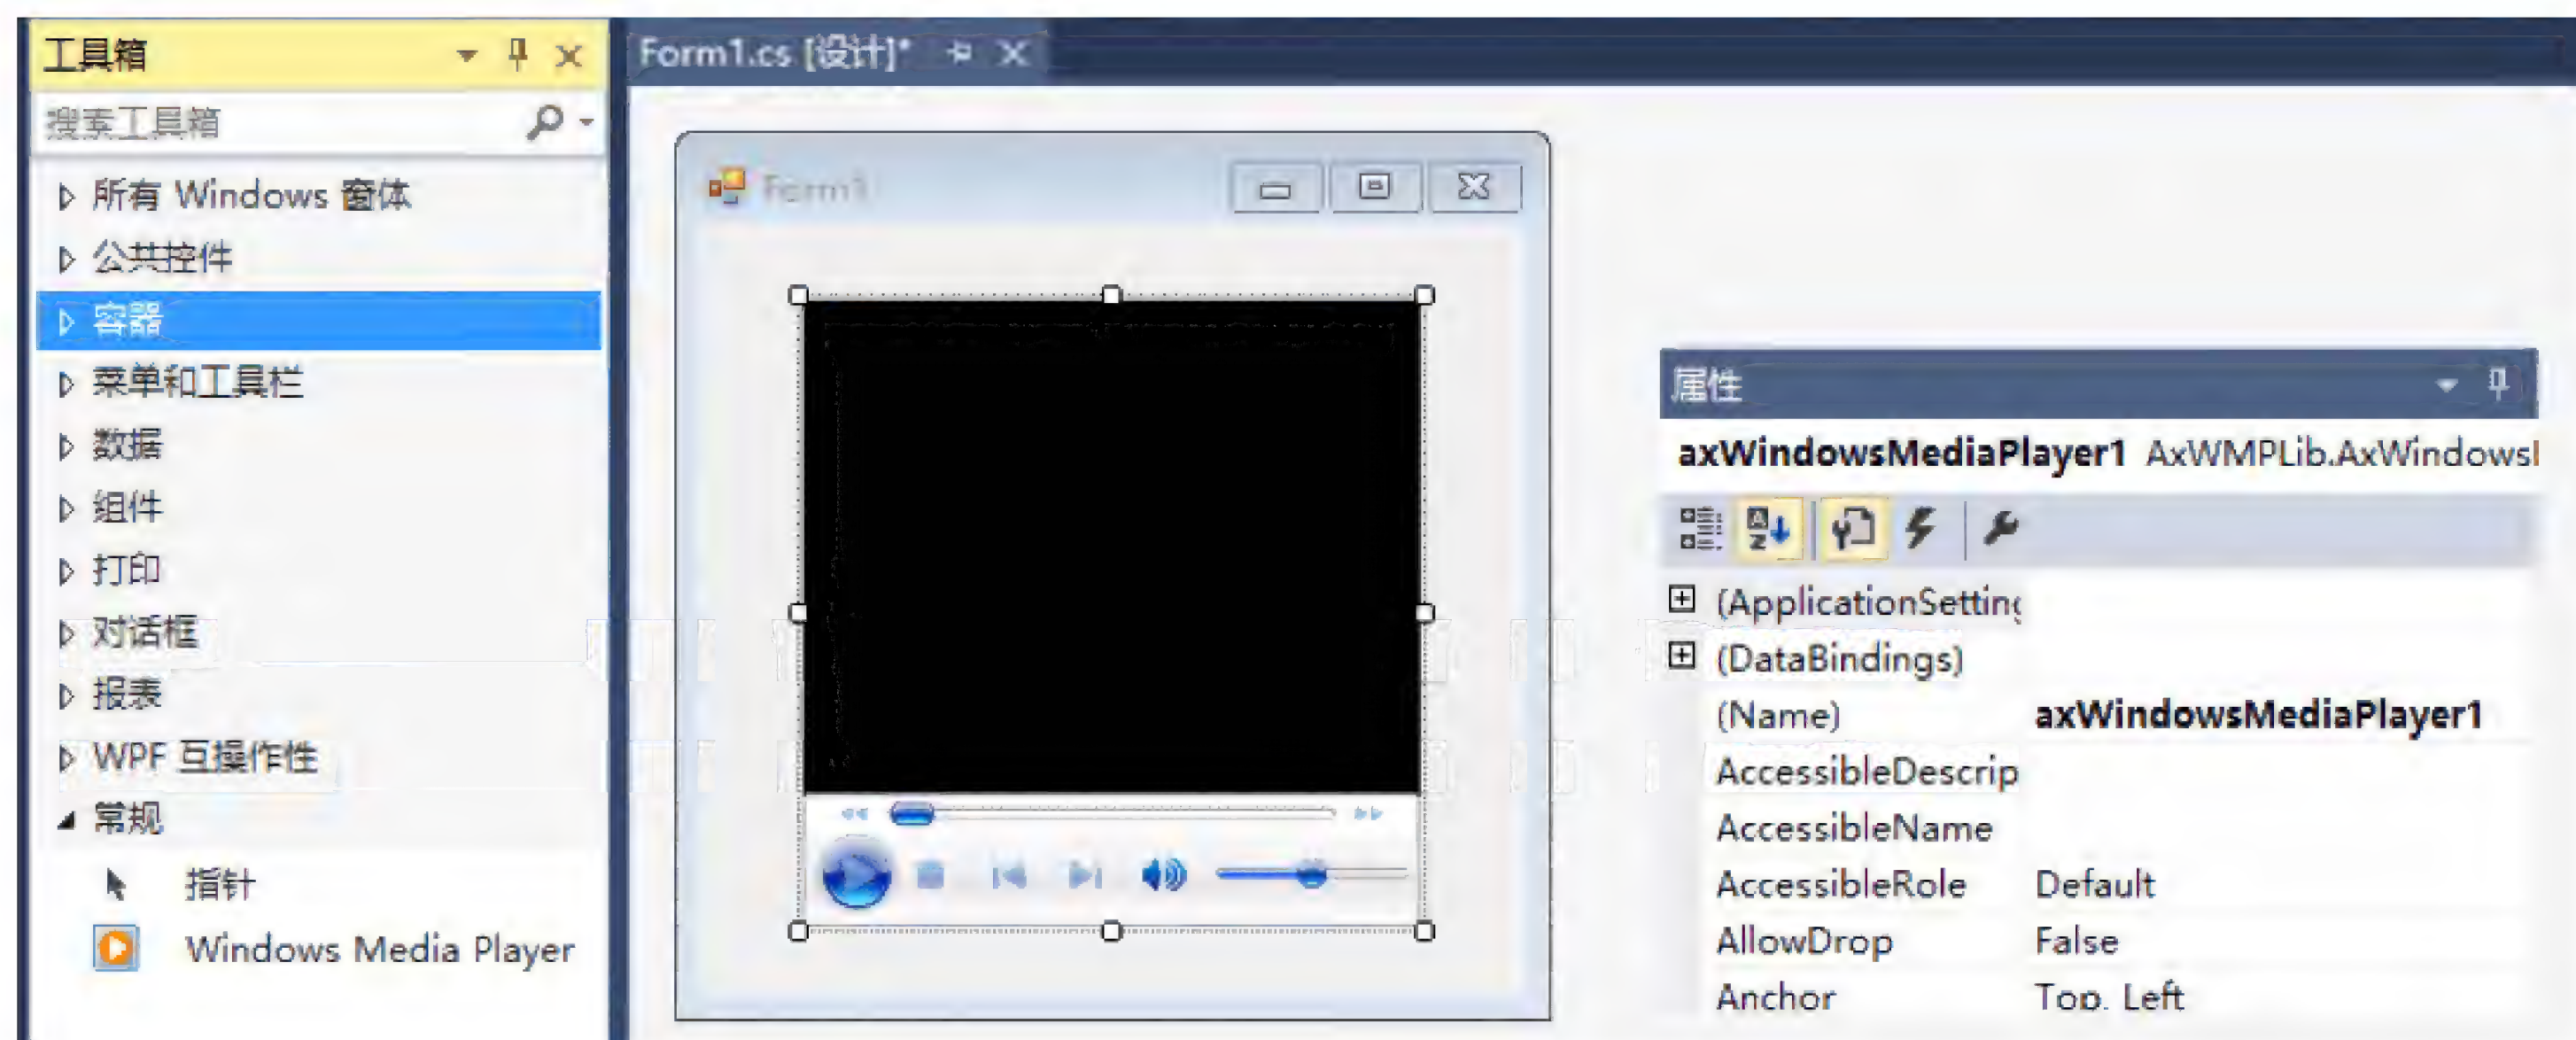 工具箱
搜索工具箱
所有 Windows 窗体
公共控件
容器
菜单和工具栏
数据
组件
打印
对话框
报表
WPF 互操作性
常规
指针
Windows Media Player
Form1.cs [设计]*
Form1
属性
axWindowsMediaPlayer1 AxWMPLib.AxWindowsI
(ApplicationSetting
(DataBindings)
(Name) axWindowsMediaPlayer1
AccessibleDescrip
AccessibleName
AccessibleRole Default
AllowDrop False
Anchor Top, Left